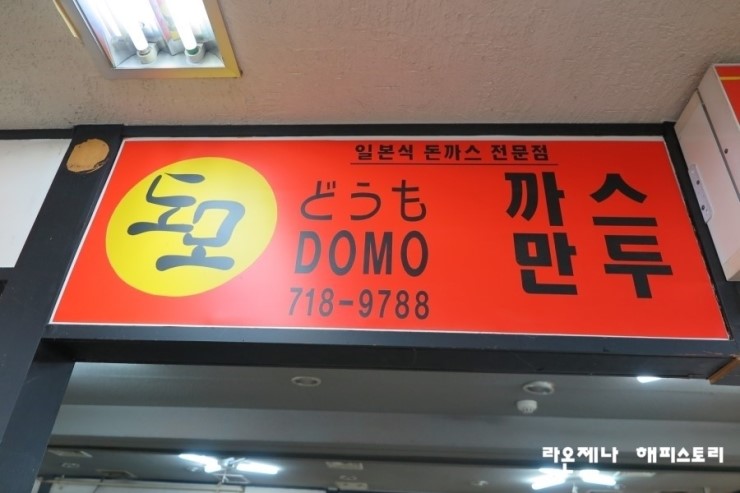 일본식 돈까스 전문점
도모
どうも
DOMO
718-9788
까스
만두
라온제나 해피스토리